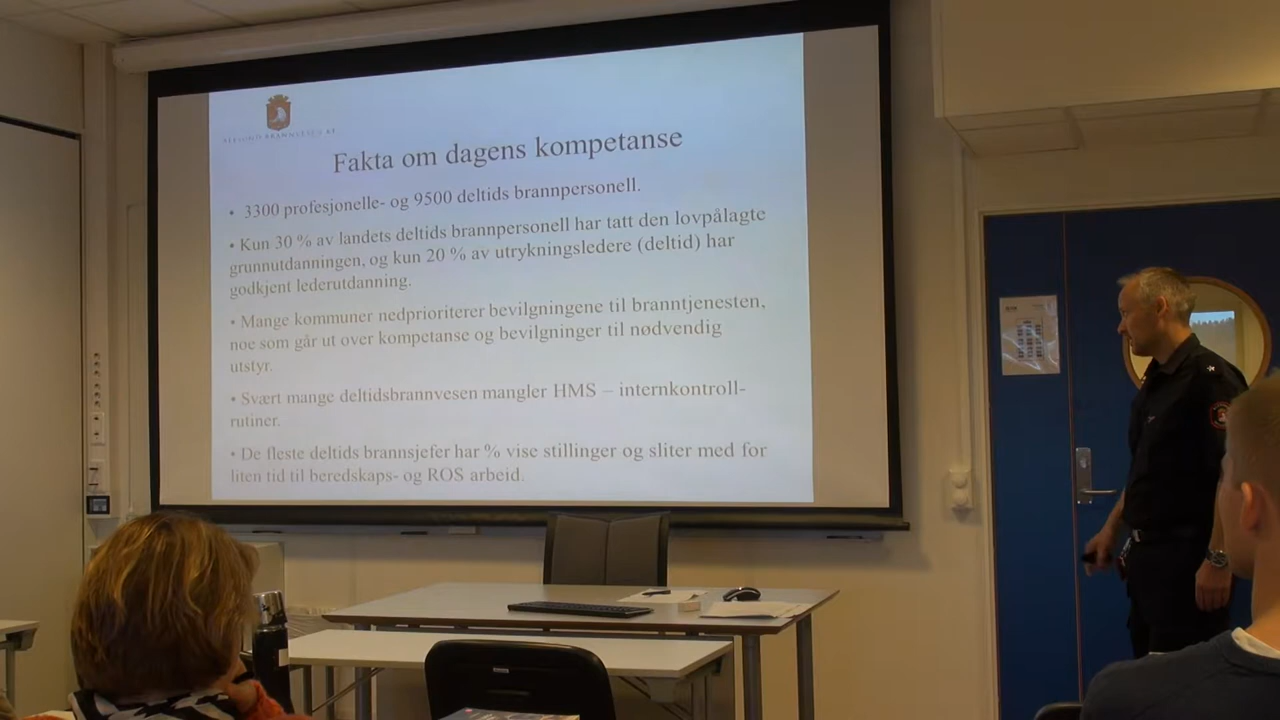 ÅLESUND BRANNVESEN KF
Fakta om dagens kompetanse
• 3300 profesjonelle- og 9500 deltids brannpersonell.
• Kun 30 % av landets deltids brannpersonell har tatt den lovpålagte
grunnutdanningen, og kun 20 % av utrykningsledere (deltid) har
godkjent lederutdanning.
• Mange kommuner nedprioriterer bevilgningene til branntjenesten,
noe som går ut over kompetanse og bevilgninger til nødvendig
utstyr.
• Svært mange deltidsbrannvesen mangler HMS – internkontroll-
rutiner.
• De fleste deltids brannsjefer har % vise stillinger og sliter med for
liten tid til beredskaps- og ROS arbeid.